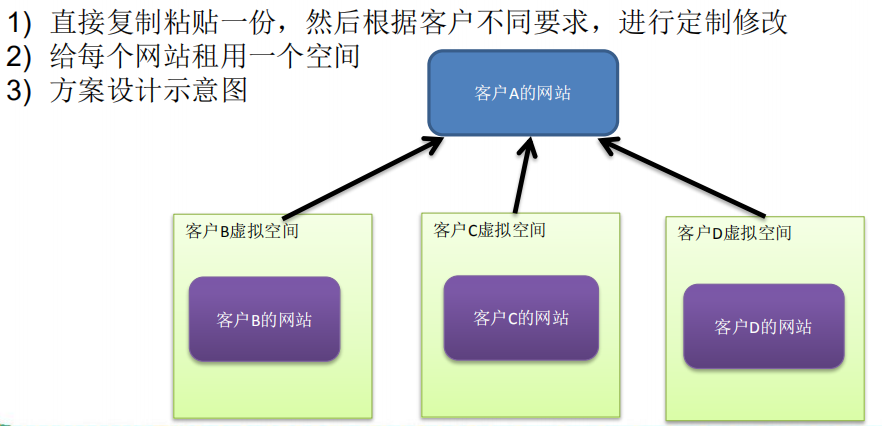 1) 直接复制粘贴一份，然后根据客户不同要求，进行定制修改
2) 给每个网站租用一个空间
3) 方案设计示意图
客户A的网站
客户B虚拟空间
客户C虚拟空间
客户D虚拟空间
客户B的网站
客户C的网站
客户D的网站